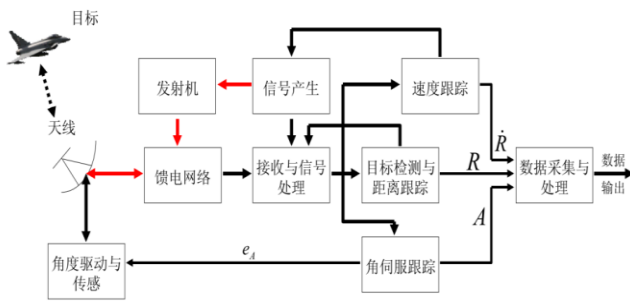 目标
天线
发射机
信号产生
速度跟踪
馈电网络
接收与信号
处理
目标检测与
距离跟踪
Ṙ
R
A
数据采集与
处理
数据
输出
角度驱动与
传感
e_A
角伺服跟踪